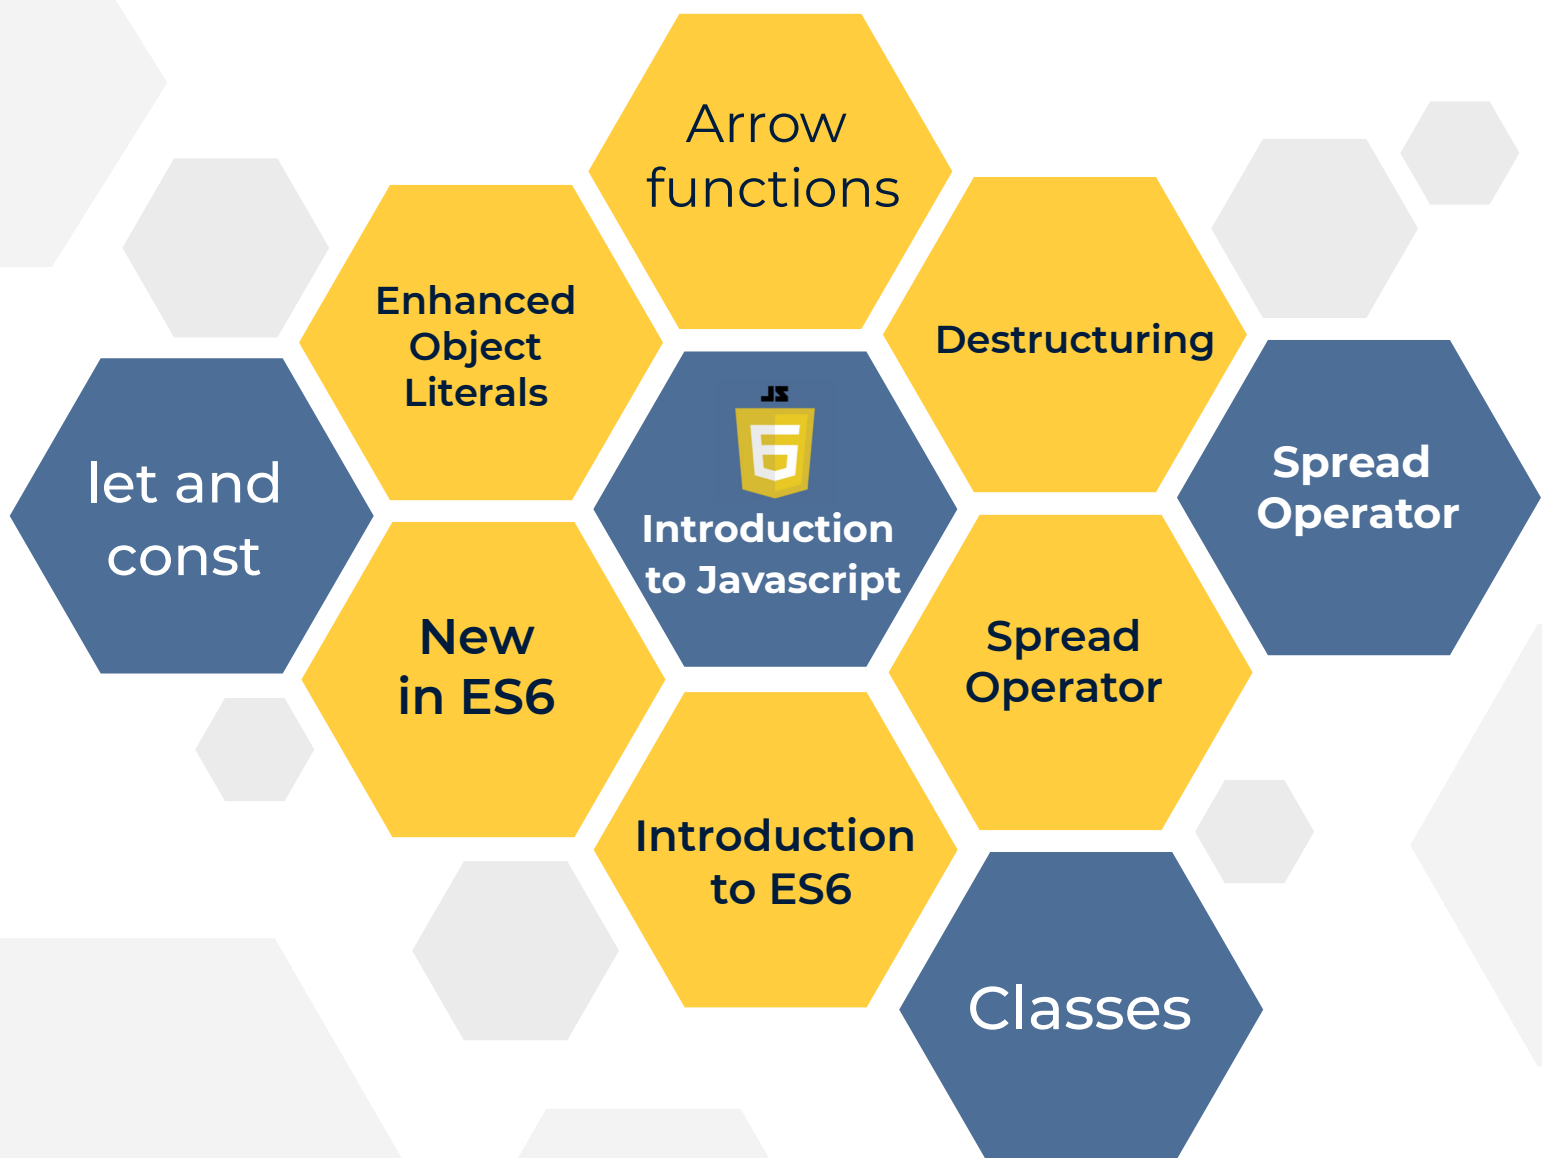 Arrow
functions
Enhanced
Object
Literals
Destructuring
JS
6
Introduction
to Javascript
let and
const
Spread
Operator
New
in ES6
Spread
Operator
Introduction
to ES6
Classes